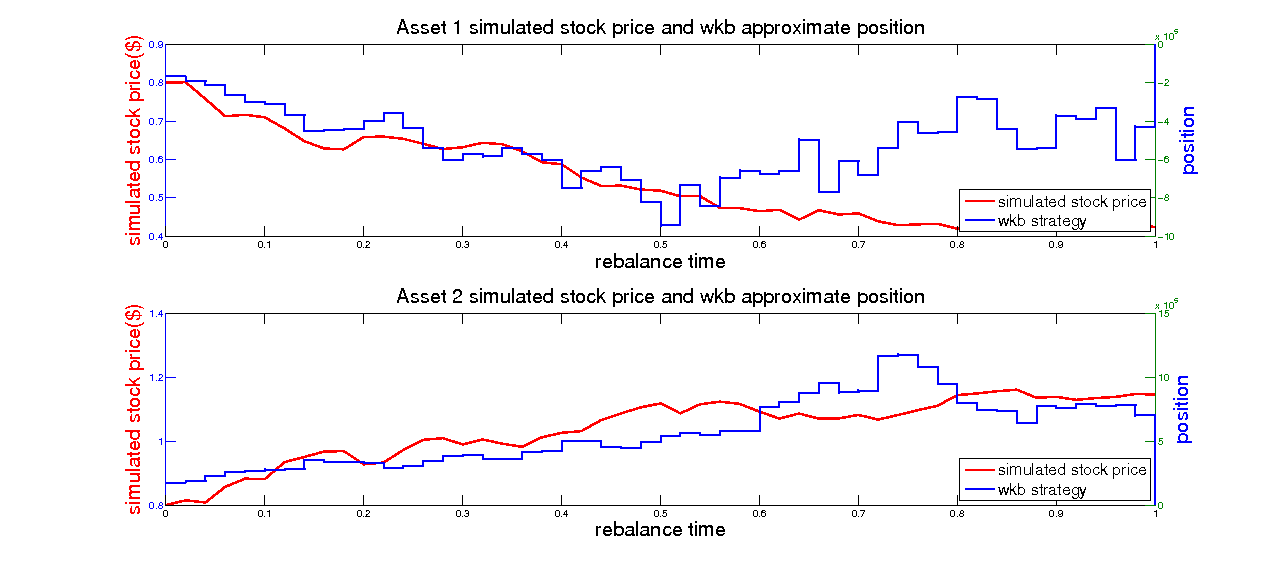 Asset 1 simulated stock price and wkb approximate position
x 10^5
simulated stock price($)
0.9
0.8
0.7
0.6
0.5
0.4
0
−2
−4
−6
−8
−10
position
simulated stock price
wkb strategy
0 0.1 0.2 0.3 0.4 0.5 0.6 0.7 0.8 0.9 1
rebalance time
Asset 2 simulated stock price and wkb approximate position
x 10^5
simulated stock price($)
1.4
1.2
1
0.8
15
10
5
0
position
simulated stock price
wkb strategy
0 0.1 0.2 0.3 0.4 0.5 0.6 0.7 0.8 0.9 1
rebalance time